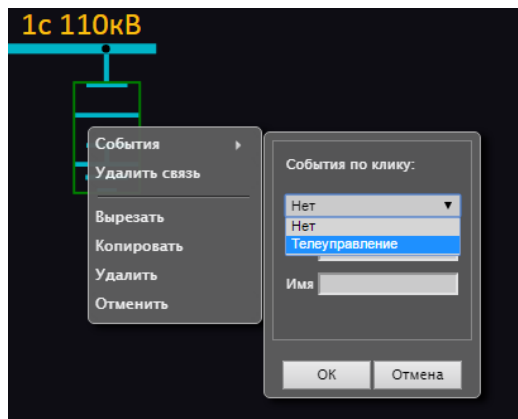 1с 110кВ
События
Удалить связь
Вырезать
Копировать
Удалить
Отменить
События по клику:
Нет
Нет
Телеуправление
Имя
ОК
Отмена